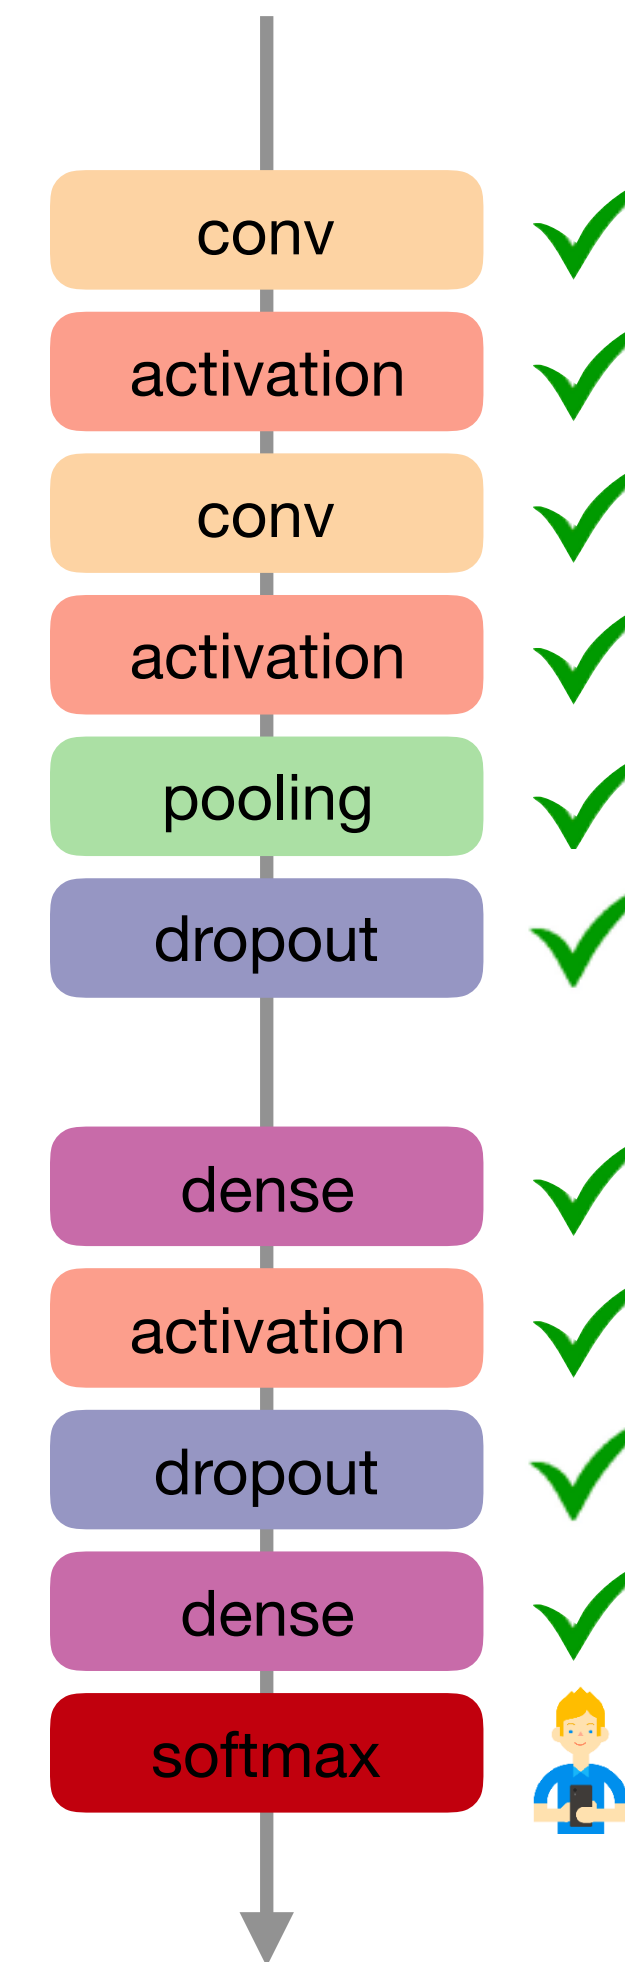 conv
activation
conv
activation
pooling
dropout
dense
activation
dropout
dense
softmax